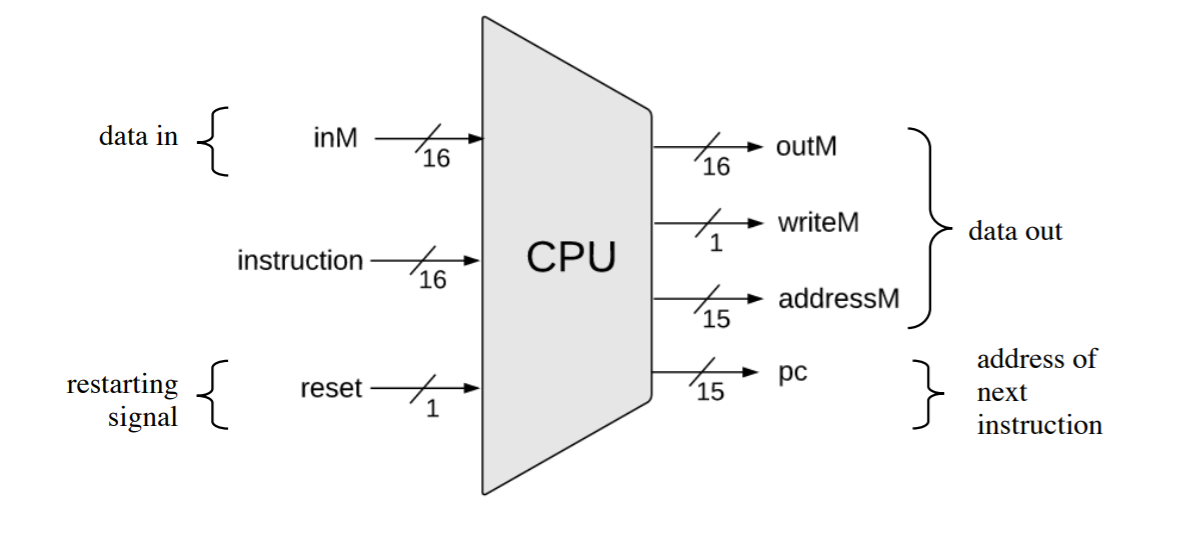 data in
inM
16
instruction
16
restarting
signal
reset
1
CPU
outM
16
writeM
1
addressM
15
data out
pc
15
address of
next
instruction